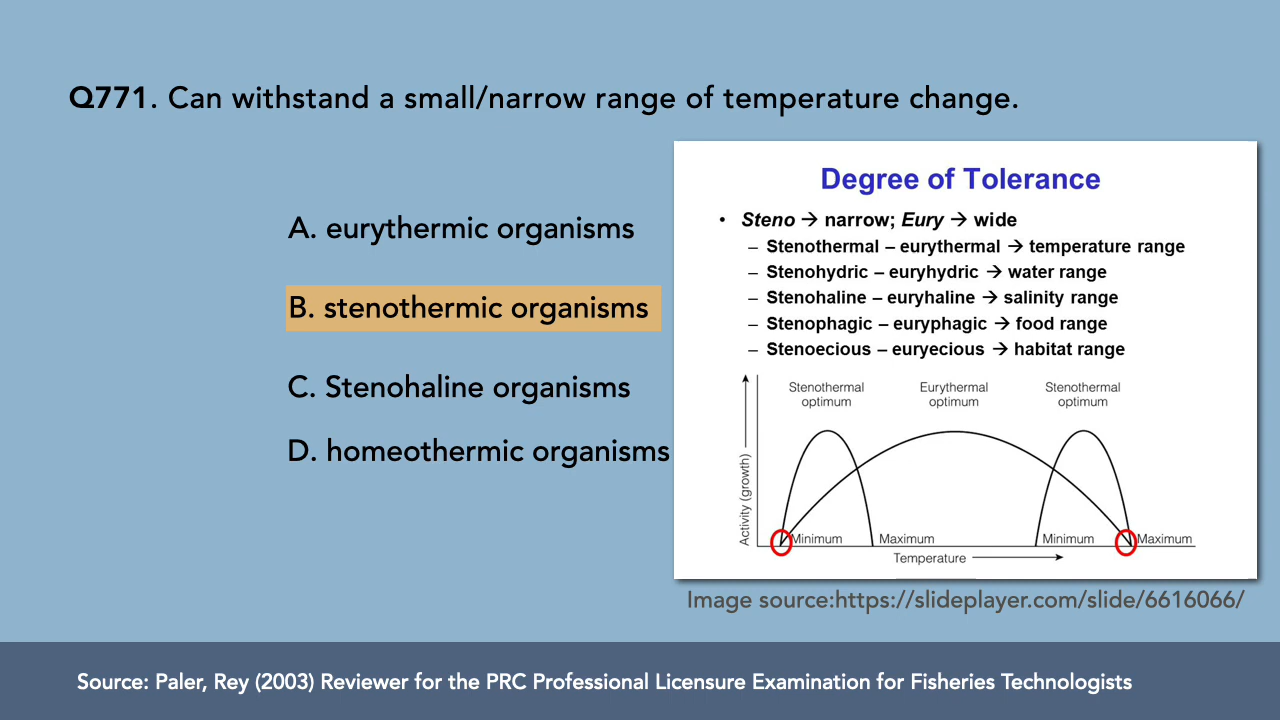 Q771. Can withstand a small/narrow range of temperature change.
A. eurythermic organisms
B. stenothermic organisms
C. Stenohaline organisms
D. homeothermic organisms
Degree of Tolerance
• Steno → narrow; Eury → wide
– Stenothermal – eurythermal → temperature range
– Stenohydric – euryhydric → water range
– Stenohaline – euryhaline → salinity range
– Stenophagic – euryphagic → food range
– Stenoecious – euryecious → habitat range
Stenothermal
optimum
Eurythermal
optimum
Stenothermal
optimum
Activity (growth)
Minimum
Maximum
Minimum
Maximum
Temperature
Image source:https://slideplayer.com/slide/6616066/
Source: Paler, Rey (2003) Reviewer for the PRC Professional Licensure Examination for Fisheries Technologists